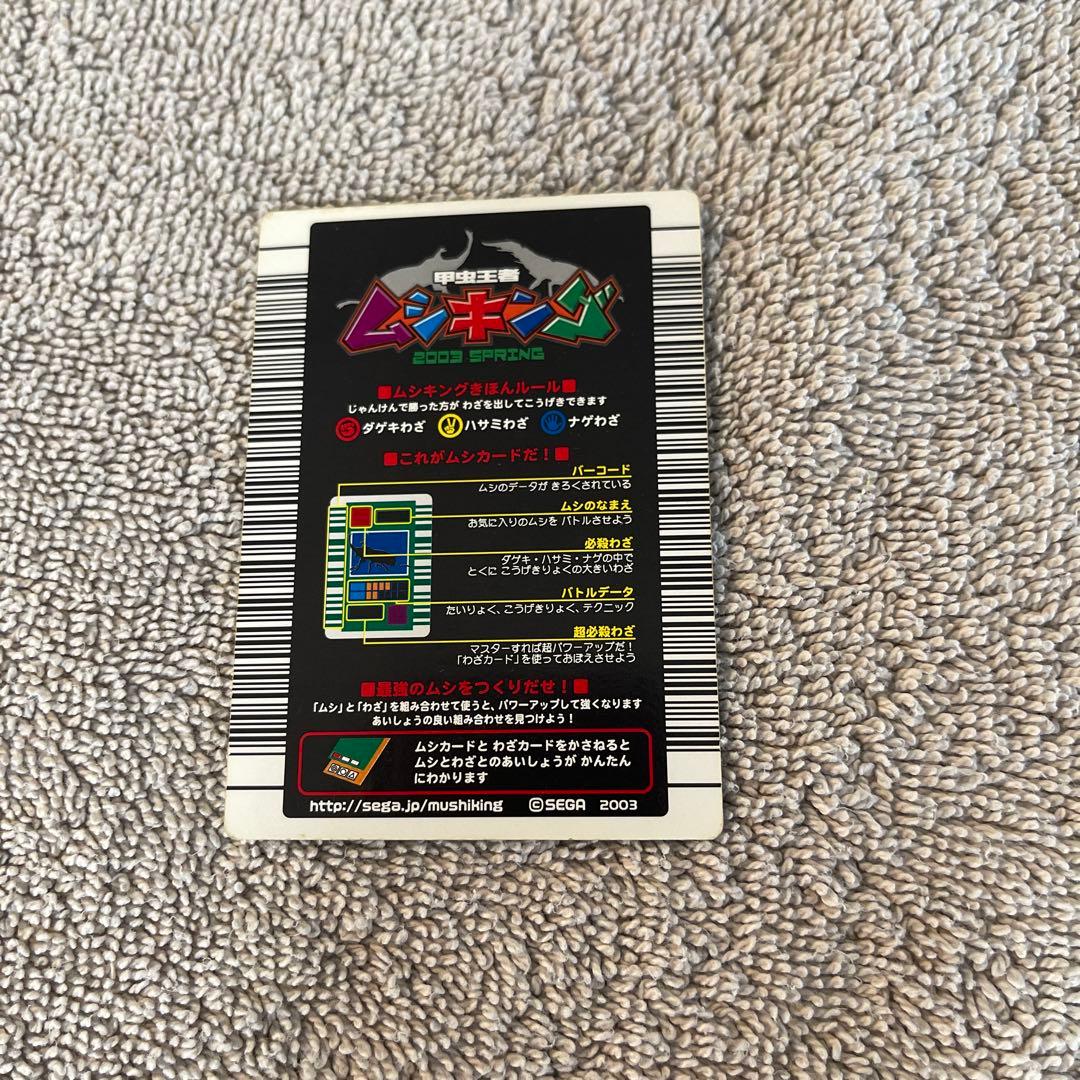 甲虫王者
ムシキング
2003 SPRING
ムシキングきほんルール
じゃんけんで勝った方が わざを出してこうげきできます
ダゲキわざ ハサミわざ ナゲわざ
これがムシカードだ！
バーコード
ムシのデータが きろくされている
ムシのなまえ
お気に入りのムシを バトルさせよう
必殺わざ
ダゲキ・ハサミ・ナゲの中で
とくに こうげきりょくの大きいわざ
バトルデータ
たいりょく、こうげきりょく、テクニック
超必殺わざ
マスターすれば超パワーアップだ！
「わざカード」を使っておぼえさせよう
最強のムシをつくりだせ！
「ムシ」と「わざ」を組み合わせて使うと、パワーアップして強くなります
あいしょうの良い組み合わせを見つけよう！
ムシカードと わざカードをかさねると
ムシとわざとのあいしょうが かんたん
にわかります
http://sega.jp/mushiking ©SEGA 2003